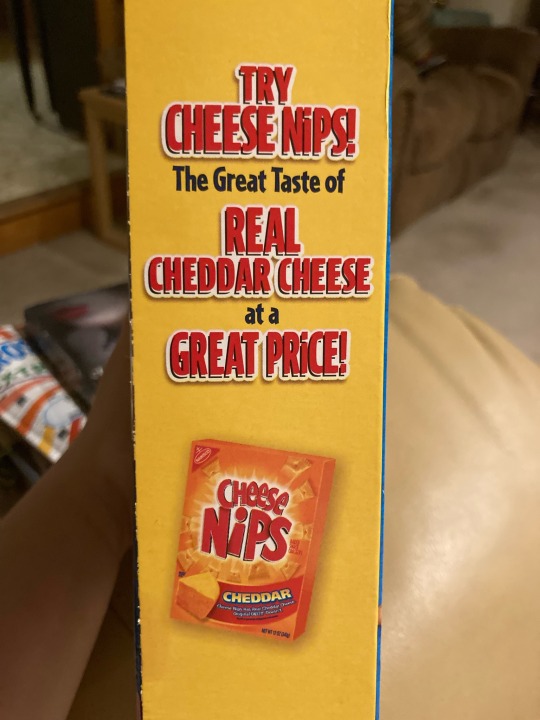 TRY
CHEESE NiPS!
The Great Taste of
REAL
CHEDDAR CHEESE
at a
GREAT PRiCE!
CHEESE
NiPS
CHEDDAR